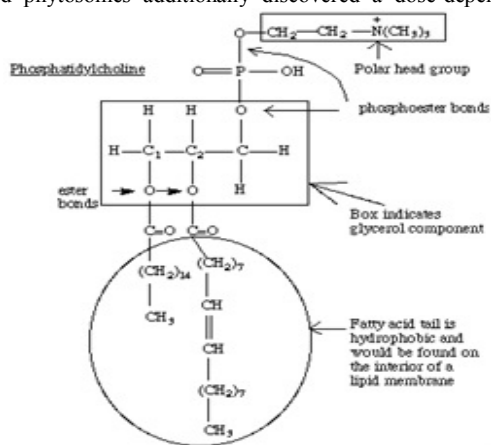 d phytosomes additionally discovered a dose-depe
O—CH₂—CH₂—N⁺(CH₃)₃
Phosphatidylcholine
O=P—OH
Polar head group
O
phosphoester bonds
H H
H—C₁—C₂—C—H
H
ester
bonds
O O
Box indicates
glycerol component
C=O C=O
(CH₂)₁₄ (CH₂)₇
CH₃ CH
CH
Fatty acid tail is
hydrophobic and
would be found on
the interior of a
lipid membrane
(CH₂)₇
CH₃